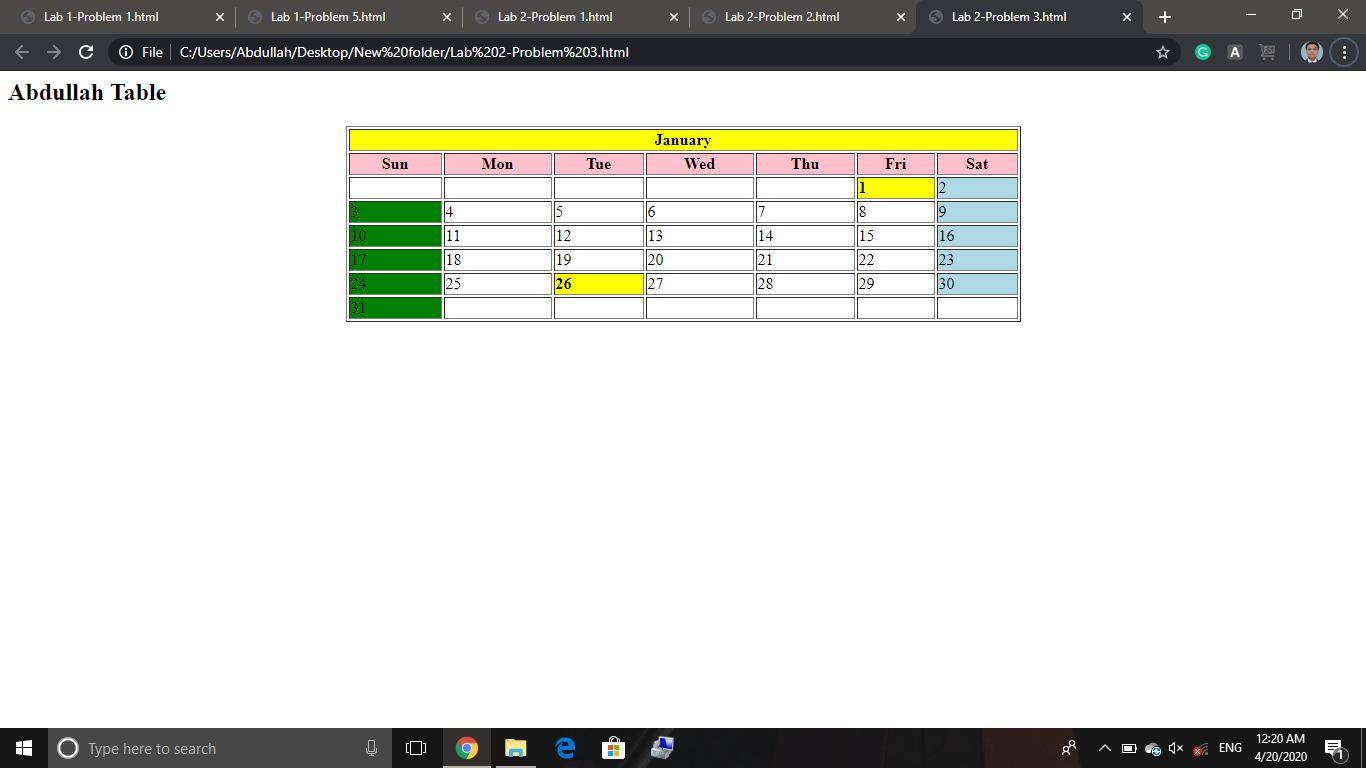 Lab 1-Problem 1.html
Lab 1-Problem 5.html
Lab 2-Problem 1.html
Lab 2-Problem 2.html
Lab 2-Problem 3.html
File C:/Users/Abdullah/Desktop/New%20folder/Lab%202-Problem%203.html
Abdullah Table
January
Sun Mon Tue Wed Thu Fri Sat
1 2
3 4 5 6 7 8 9
10 11 12 13 14 15 16
17 18 19 20 21 22 23
24 25 26 27 28 29 30
31
Type here to search
ENG
12:20 AM
4/20/2020
1